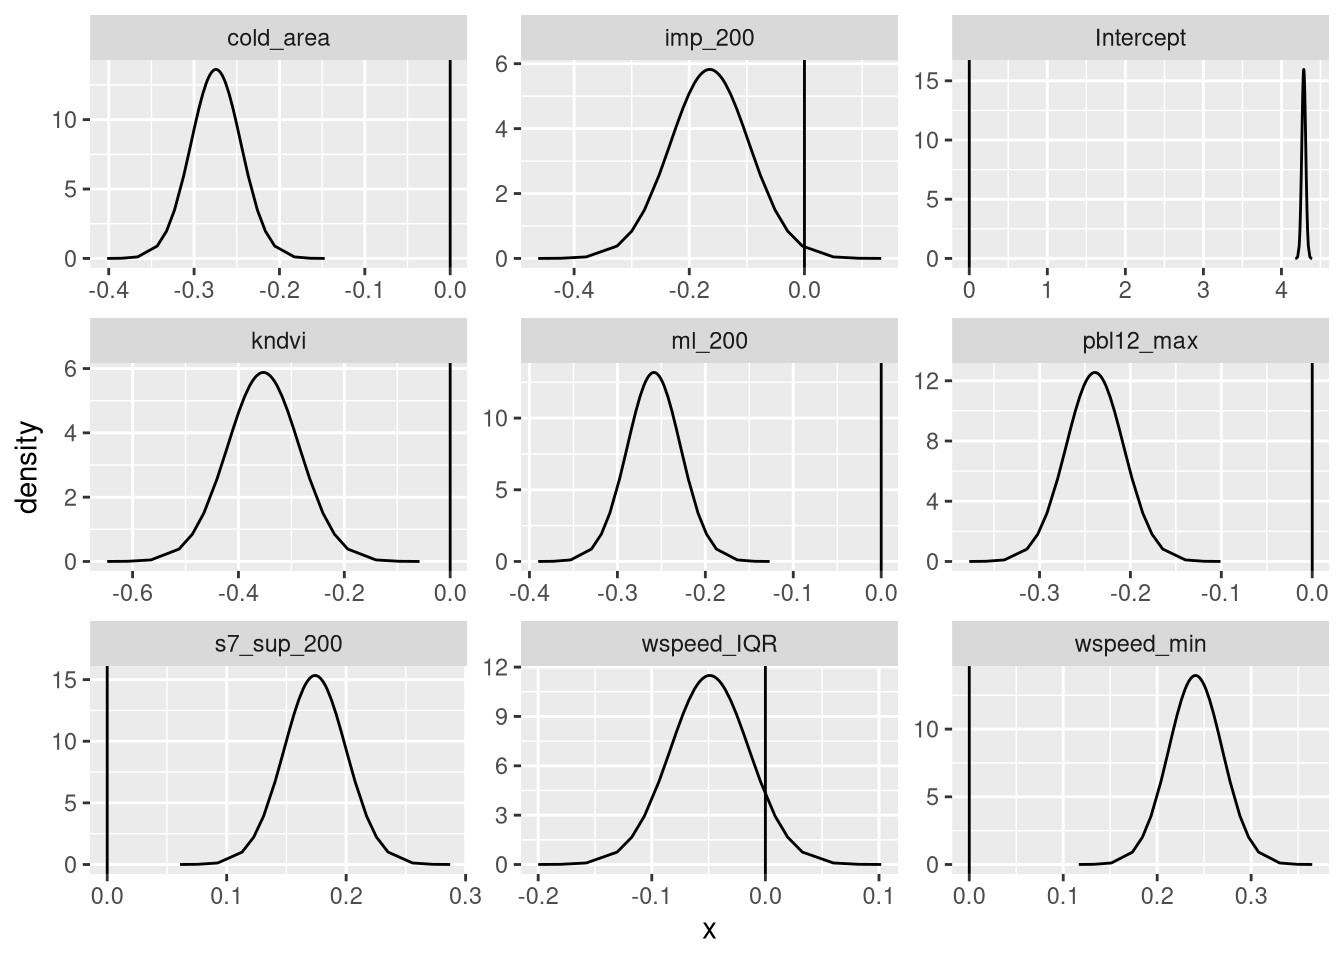 cold_area
imp_200
Intercept
10
5
0
-0.4 -0.3 -0.2 -0.1 0.0
6
4
2
0
-0.4 -0.2 0.0
15
10
5
0
0 1 2 3 4
kndvi
ml_200
pbl12_max
6
4
2
0
-0.6 -0.4 -0.2 0.0
10
5
0
-0.4 -0.3 -0.2 -0.1 0.0
12
8
4
0
-0.3 -0.2 -0.1 0.0
s7_sup_200
wspeed_IQR
wspeed_min
15
10
5
0
0.0 0.1 0.2 0.3
12
9
6
3
0
-0.2 -0.1 0.0 0.1
10
5
0
0.0 0.1 0.2 0.3
density
x